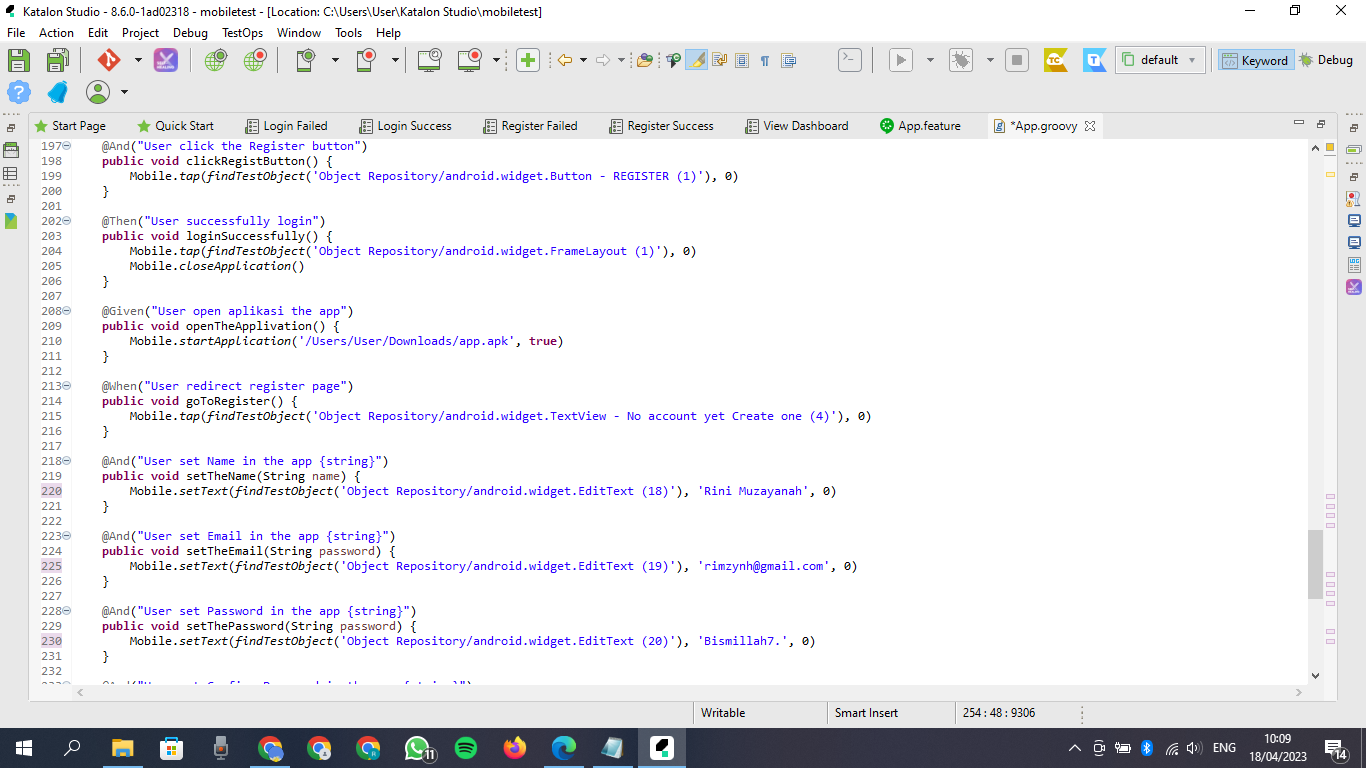 Katalon Studio - 8.6.0-1ad02318 - mobiletest - [Location: C:\Users\User\Katalon Studio\mobiletest]
File Action Edit Project Debug TestOps Window Tools Help
default Keyword Debug
Start Page Quick Start Login Failed Login Success Register Failed Register Success View Dashboard App.feature *App.groovy
197 @And("User click the Register button")
198 public void clickRegistButton() {
199 Mobile.tap(findTestObject('Object Repository/android.widget.Button - REGISTER (1)'), 0)
200 }
201
202 @Then("User successfully login")
203 public void loginSuccessfully() {
204 Mobile.tap(findTestObject('Object Repository/android.widget.FrameLayout (1)'), 0)
205 Mobile.closeApplication()
206 }
207
208 @Given("User open aplikasi the app")
209 public void openTheApplivation() {
210 Mobile.startApplication('/Users/User/Downloads/app.apk', true)
211 }
212
213 @When("User redirect register page")
214 public void goToRegister() {
215 Mobile.tap(findTestObject('Object Repository/android.widget.TextView - No account yet Create one (4)'), 0)
216 }
217
218 @And("User set Name in the app {string}")
219 public void setTheName(String name) {
220 Mobile.setText(findTestObject('Object Repository/android.widget.EditText (18)'), 'Rini Muzayanah', 0)
221 }
222
223 @And("User set Email in the app {string}")
224 public void setTheEmail(String password) {
225 Mobile.setText(findTestObject('Object Repository/android.widget.EditText (19)'), 'rimzynh@gmail.com', 0)
226 }
227
228 @And("User set Password in the app {string}")
229 public void setThePassword(String password) {
230 Mobile.setText(findTestObject('Object Repository/android.widget.EditText (20)'), 'Bismillah7.', 0)
231 }
232
Writable Smart Insert 254 : 48 : 9306
11 ENG 10:09
18/04/2023 14